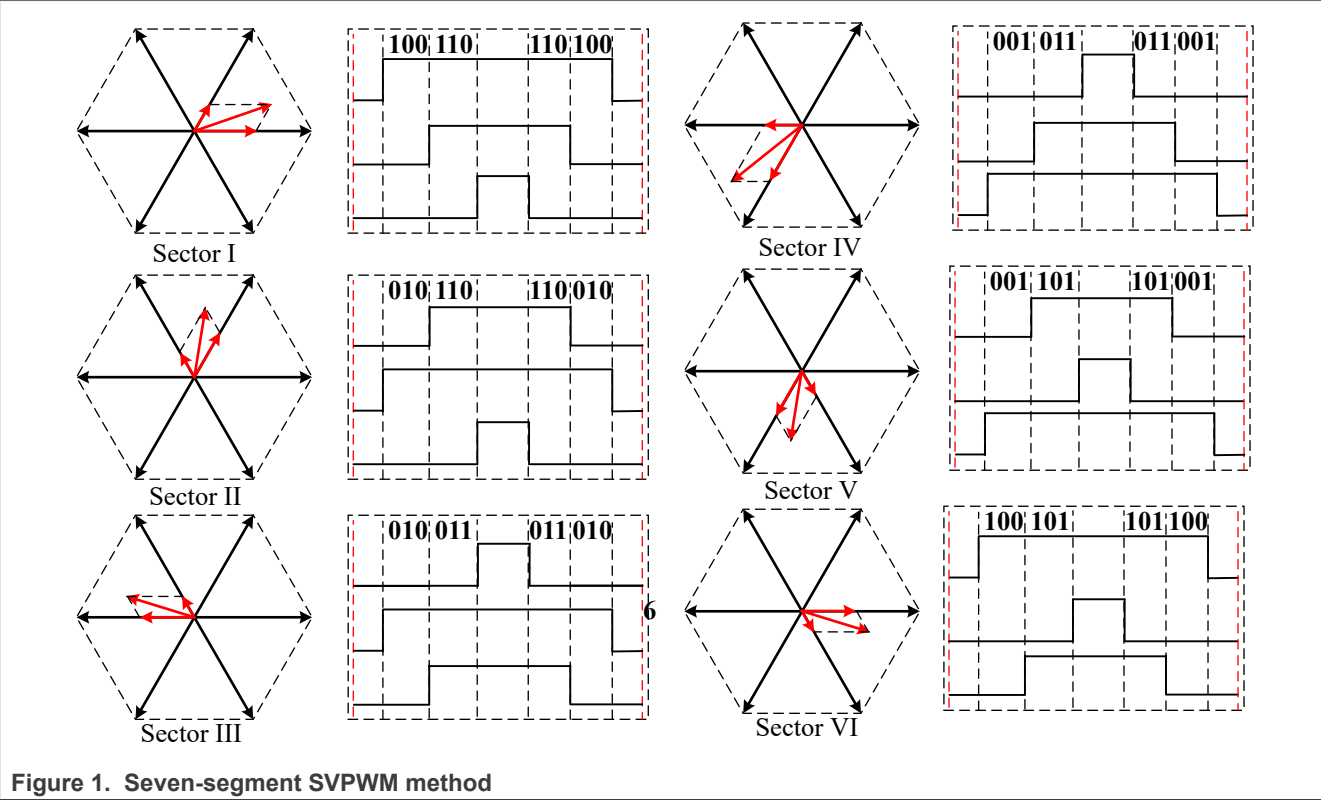 100 110 110 100
Sector I
001 011 011 001
Sector IV
010 110 110 010
Sector II
001 101 101 001
Sector V
010 011 011 010
6
Sector III
100 101 101 100
Sector VI
Figure 1. Seven-segment SVPWM method